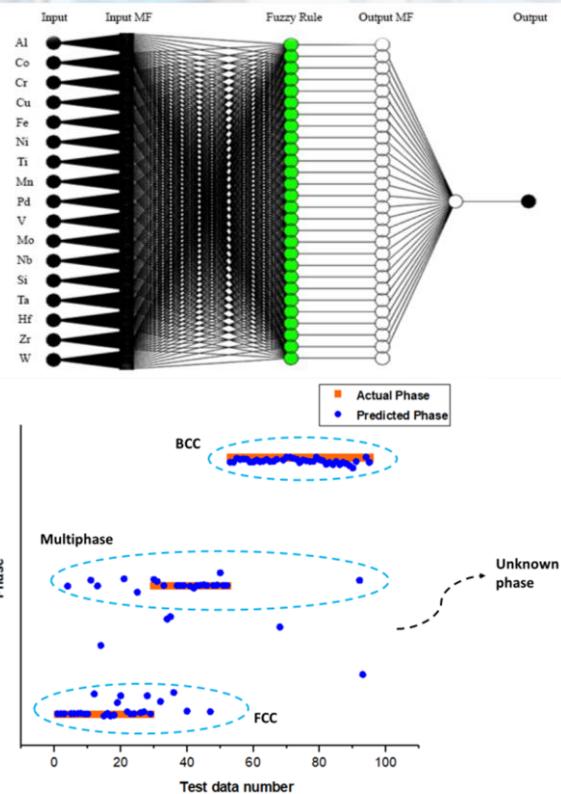 Input Input MF Fuzzy Rule Output MF Output
Al
Co
Cr
Cu
Fe
Ni
Ti
Mn
Pd
V
Mo
Nb
Si
Ta
Hf
Zr
W
Actual Phase
Predicted Phase
BCC
Multiphase
Unknown
phase
Phase
FCC
0 20 40 60 80 100
Test data number